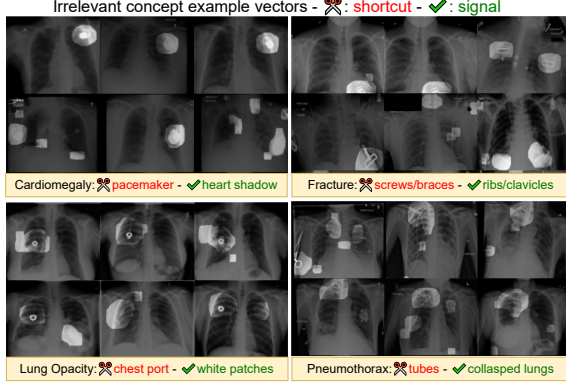 Irrelevant concept example vectors - : shortcut - ✔: signal
Cardiomegaly: pacemaker - ✔heart shadow
Fracture: screws/braces - ✔ribs/clavicles
Lung Opacity: chest port - ✔white patches
Pneumothorax: tubes - ✔collasped lungs